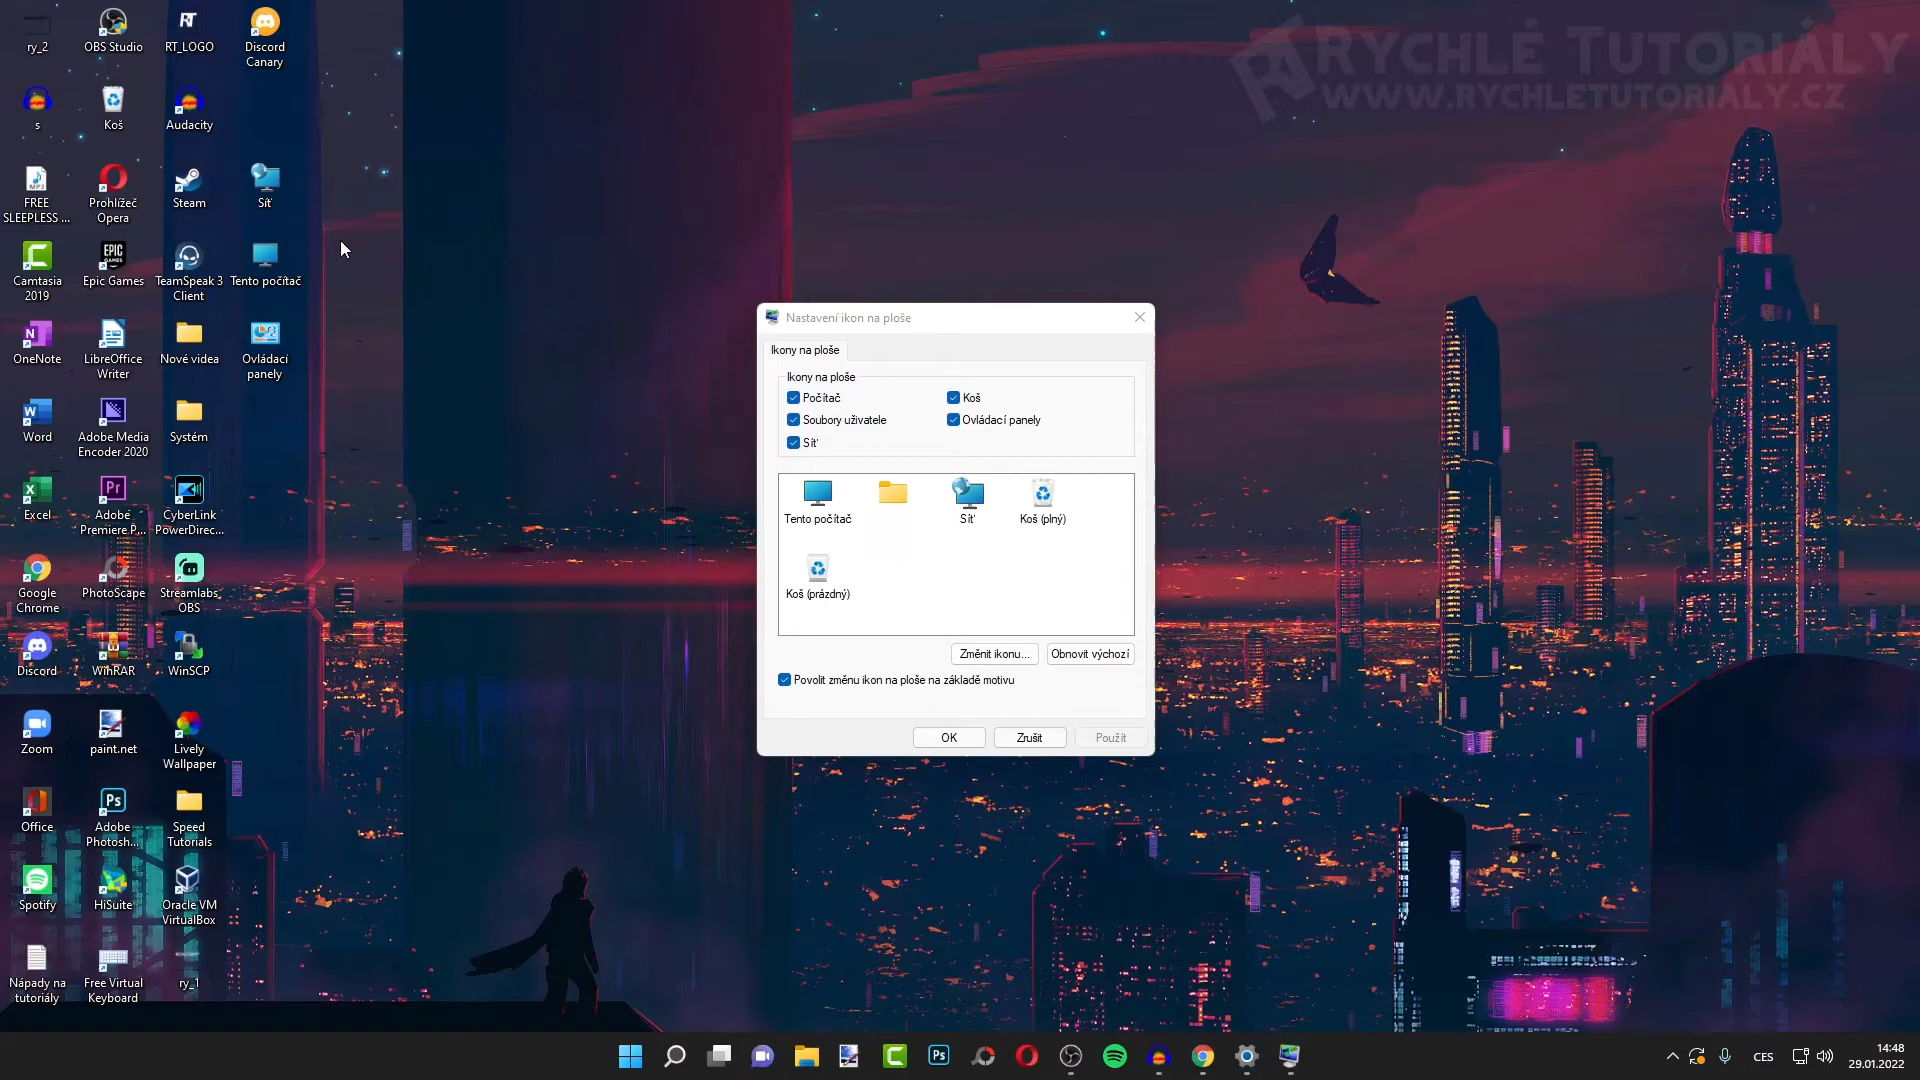 RYCHLÉ TUTORIÁLY
WWW.RYCHLETUTORIALY.CZ
ry_2
OBS Studio
RT_LOGO
Discord
Canary
s
Koš
Audacity
FREE
SLEEPLESS ...
Prohlížeč
Opera
Steam
Síť
Camtasia
2019
Epic Games
TeamSpeak 3
Client
Tento počítač
OneNote
LibreOffice
Writer
Nové videa
Ovládací
panely
Word
Adobe Media
Encoder 2020
Systém
Excel
Adobe
Premiere P...
CyberLink
PowerDirec...
Google
Chrome
PhotoScape
Streamlabs
OBS
Discord
WinRAR
WinSCP
Zoom
paint.net
Lively
Wallpaper
Office
Adobe
Photosh...
Speed
Tutorials
Spotify
HiSuite
Oracle VM
VirtualBox
Nápady na
tutoriály
Free Virtual
Keyboard
ry_1
Nastavení ikon na ploše
Ikony na ploše
Ikony na ploše
Počítač
Koš
Soubory uživatele
Ovládací panely
Síť
Tento počítač
Síť
Koš (plný)
Koš (prázdný)
Změnit ikonu...
Obnovit výchozí
Povolit změnu ikon na ploše na základě motivu
OK
Zrušit
Použít
CES
14:48
29.01.2022